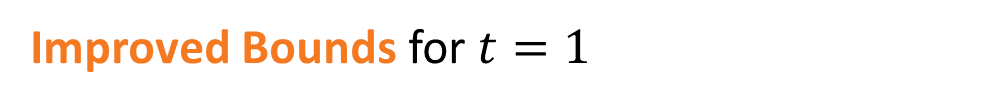 Improved Bounds for t = 1